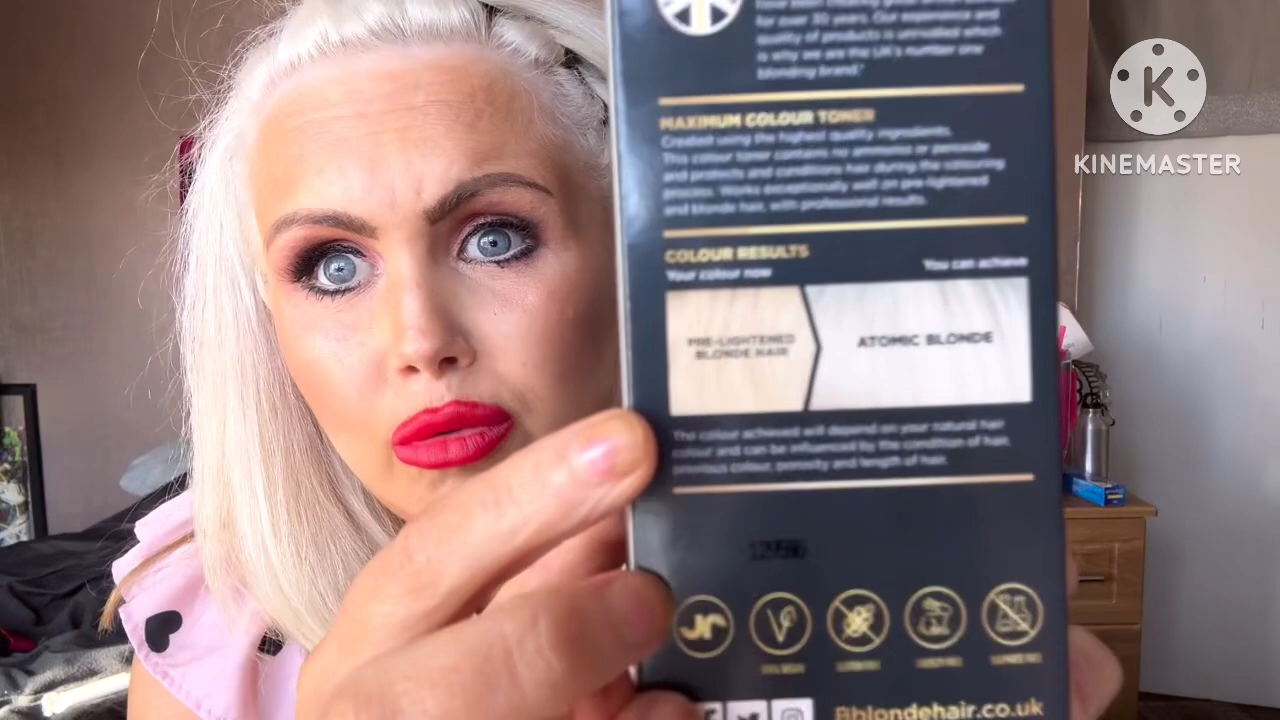 for over 30 years. Our experience and
quality of products is unrivalled which
is why we are the UK's number one
blonding brand."
MAXIMUM COLOUR TONER
Created using the highest quality ingredients.
This colour toner contains no ammonia or peroxide
and protects and conditions hair during the colouring
process. Works exceptionally well on pre-lightened
and blonde hair, with professional results.
COLOUR RESULTS
Your colour now
You can achieve
PRE-LIGHTENED
BLONDE HAIR
ATOMIC BLONDE
The colour achieved will depend on your natural hair
colour and can be influenced by the condition of hair,
previous colour, porosity and length of hair.
Bblondehair.co.uk
K
KINEMASTER